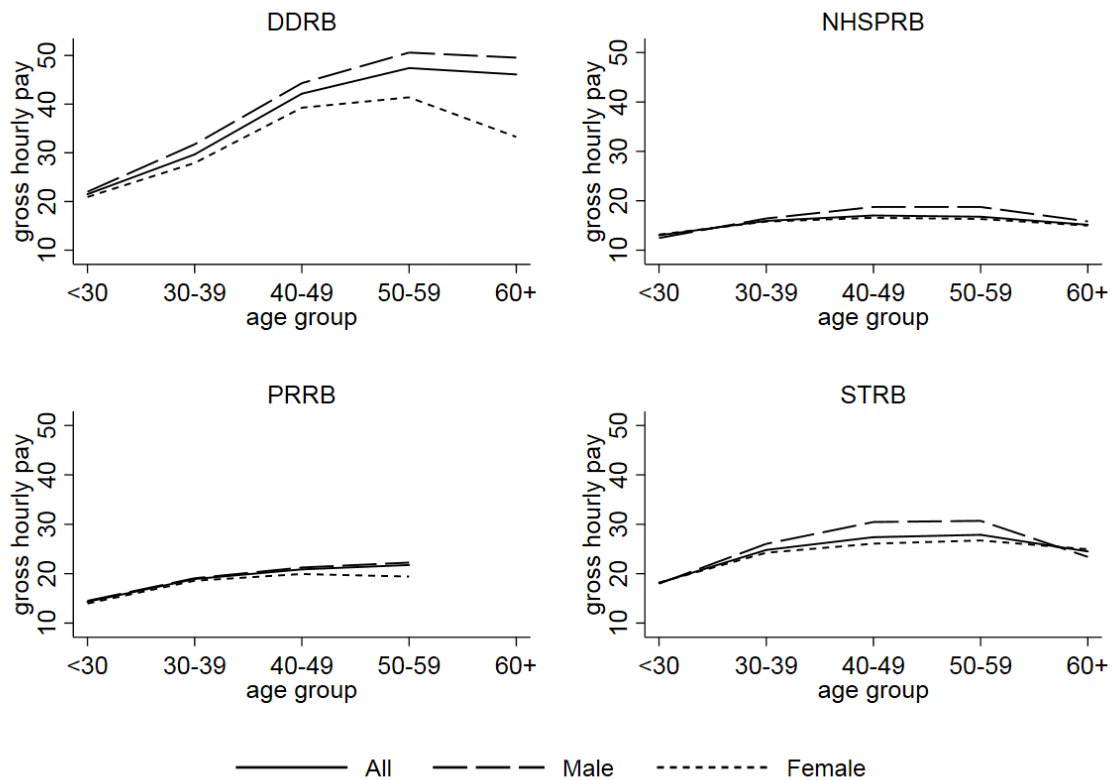 DDRB
gross hourly pay
10 20 30 40 50
<30 30-39 40-49 50-59 60+
age group
NHSPRB
gross hourly pay
10 20 30 40 50
<30 30-39 40-49 50-59 60+
age group
PRRB
gross hourly pay
10 20 30 40 50
<30 30-39 40-49 50-59 60+
age group
STRB
gross hourly pay
10 20 30 40 50
<30 30-39 40-49 50-59 60+
age group
All Male Female